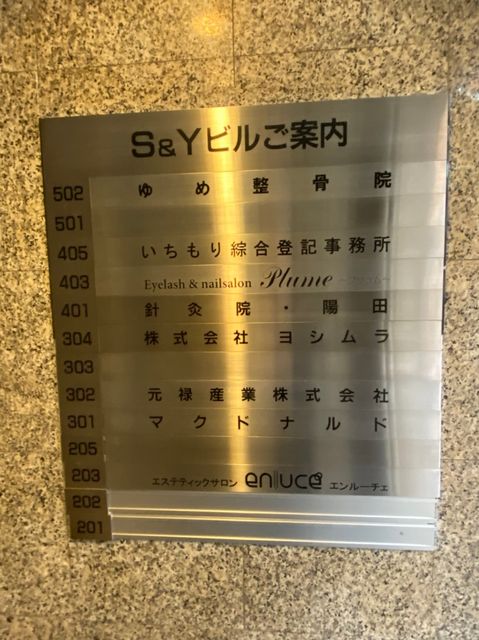 S&Yビルご案内
502 ゆめ整骨院
501
405 いちもり綜合登記事務所
403 Eyelash & nailsalon Plume ～プリュム～
401 針灸院・陽田
304 株式会社 ヨシムラ
303
302 元禄産業株式会社
301 マクドナルド
205
203 エステティックサロン enluce エンルーチェ
202
201